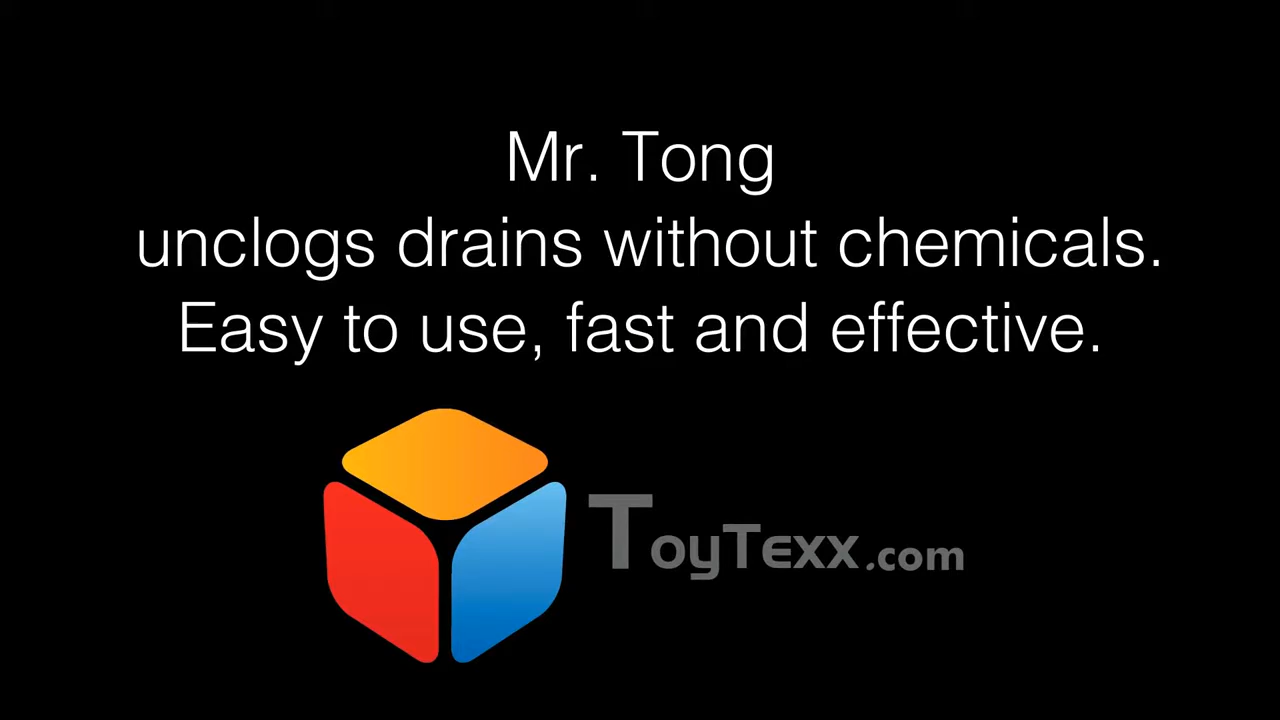 Mr. Tong
unclogs drains without chemicals.
Easy to use, fast and effective.
ToyTexx.com